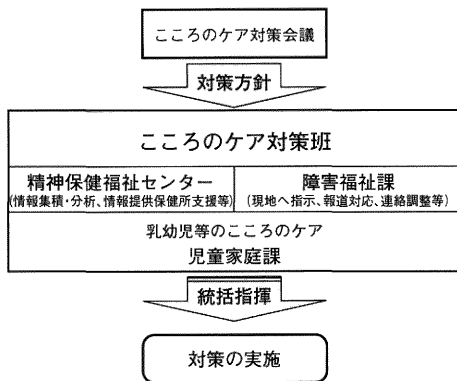 こころのケア対策会議
対策方針
こころのケア対策班
精神保健福祉センター
(情報集積・分析、情報提供保健所支援等)
障害福祉課
(現地へ指示、報道対応、連絡調整等)
乳幼児等のこころのケア
児童家庭課
統括指揮
対策の実施